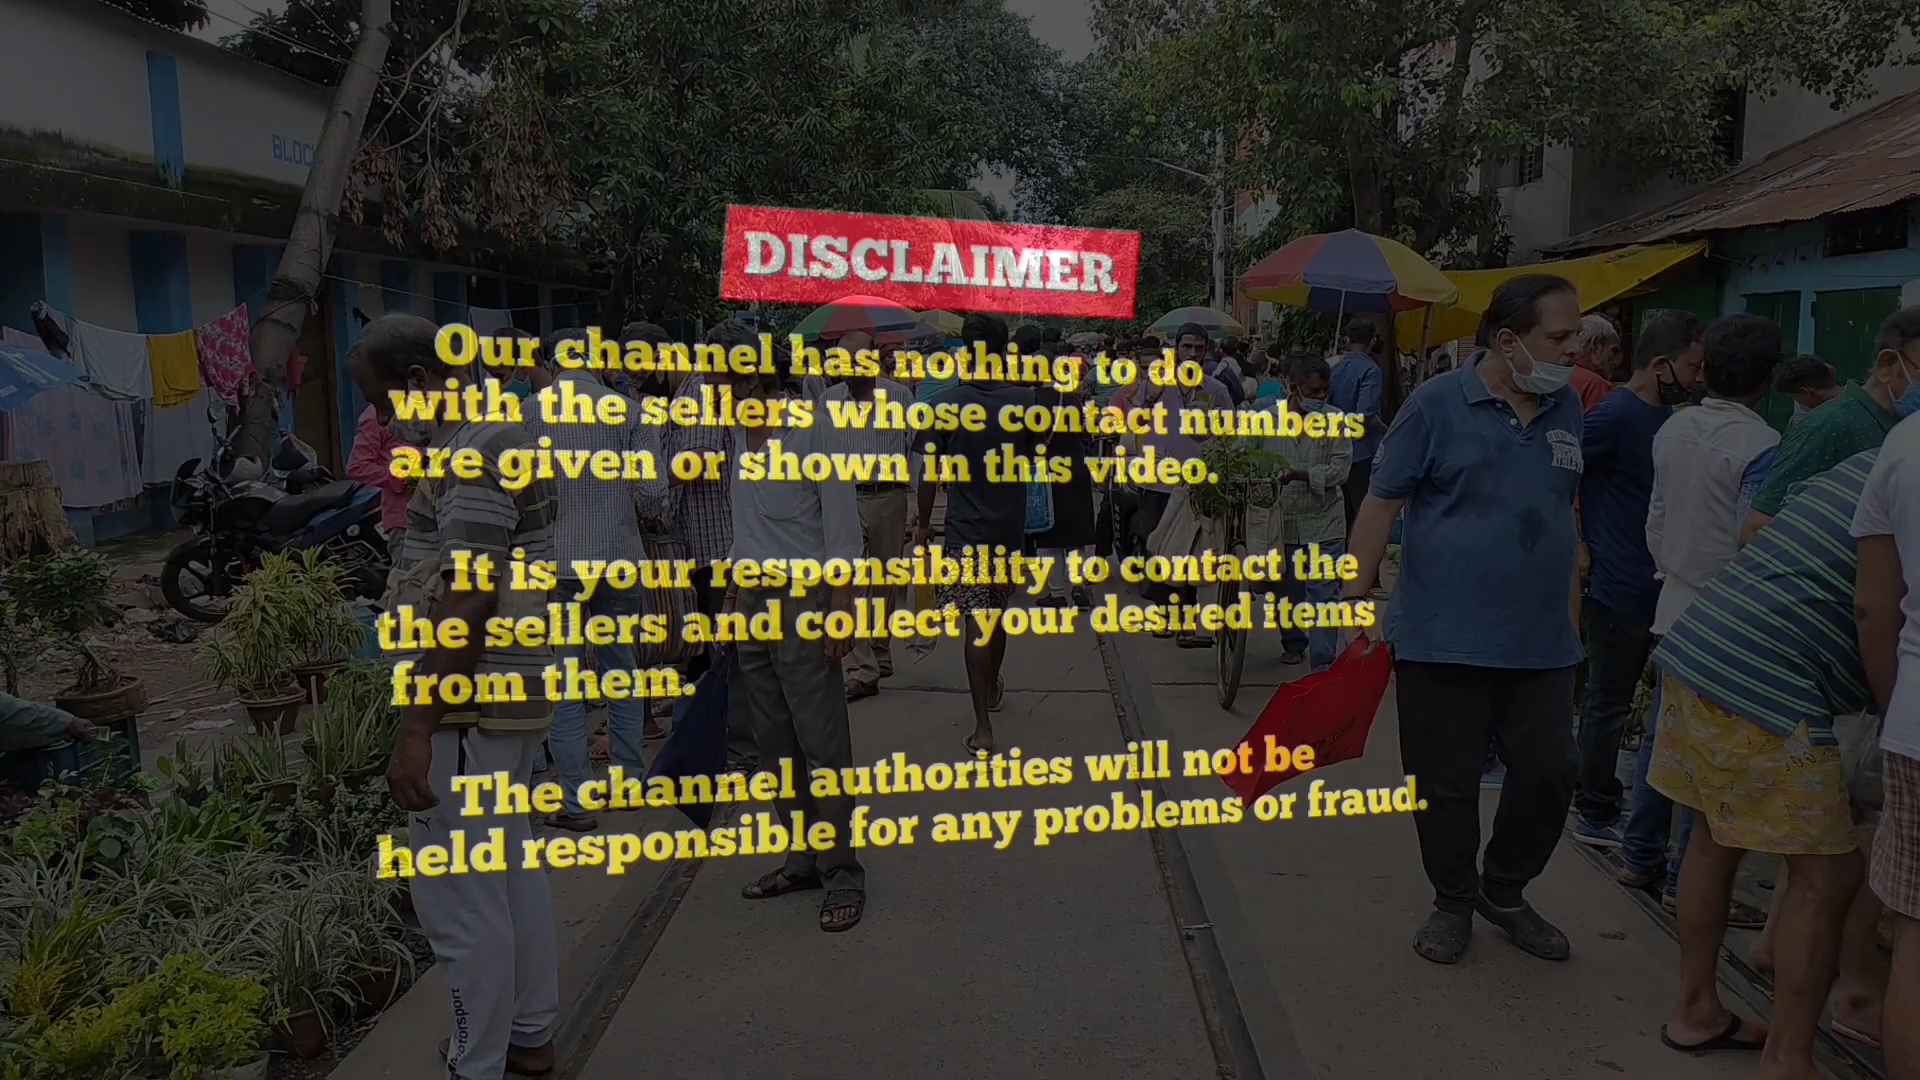 BLOC
DISCLAIMER
Our channel has nothing to do
with the sellers whose contact numbers
are given or shown in this video.
It is your responsibility to contact the
the sellers and collect your desired items
from them.
The channel authorities will not be
held responsible for any problems or fraud.
Motorsport